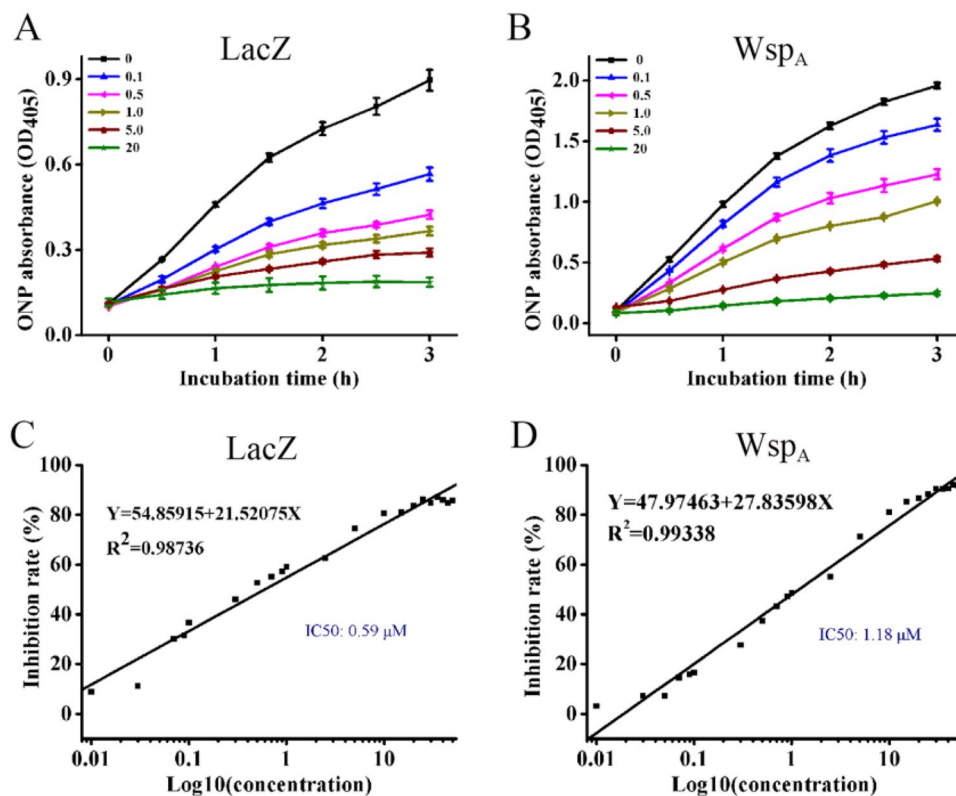 A
LacZ
0
0.1
0.5
1.0
5.0
20
ONP absorbance (OD405)
0.9
0.6
0.3
0.0
0
1
2
3
Incubation time (h)
B
WspA
0
0.1
0.5
1.0
5.0
20
ONP absorbance (OD405)
2.0
1.5
1.0
0.5
0.0
0
1
2
3
Incubation time (h)
C
LacZ
Y=54.85915+21.52075X
R2=0.98736
IC50: 0.59 μM
Inhibition rate (%)
100
80
60
40
20
0
0.01
0.1
1
10
Log10(concentration)
D
WspA
Y=47.97463+27.83598X
R2=0.99338
IC50: 1.18 μM
Inhibition rate (%)
100
80
60
40
20
0
0.01
0.1
1
10
Log10(concentration)